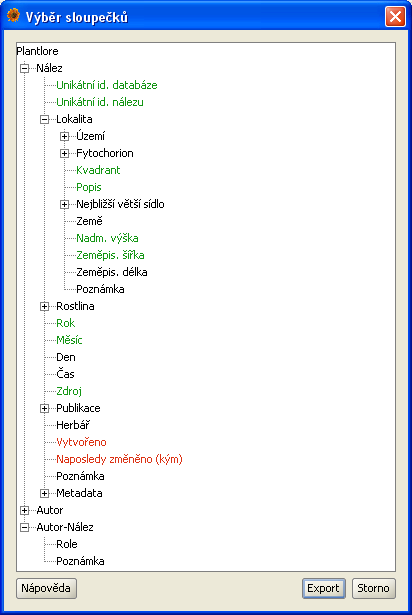 Výběr sloupečků
Plantlore
Nález
Unikátní id. databáze
Unikátní id. nálezu
Lokalita
Území
Fytochorion
Kvadrant
Popis
Nejbližší větší sídlo
Země
Nadm. výška
Zeměpis. šířka
Zeměpis. délka
Poznámka
Rostlina
Rok
Měsíc
Den
Čas
Zdroj
Publikace
Herbář
Vytvořeno
Naposledy změněno (kým)
Poznámka
Metadata
Autor
Autor-Nález
Role
Poznámka
Nápověda Export Storno